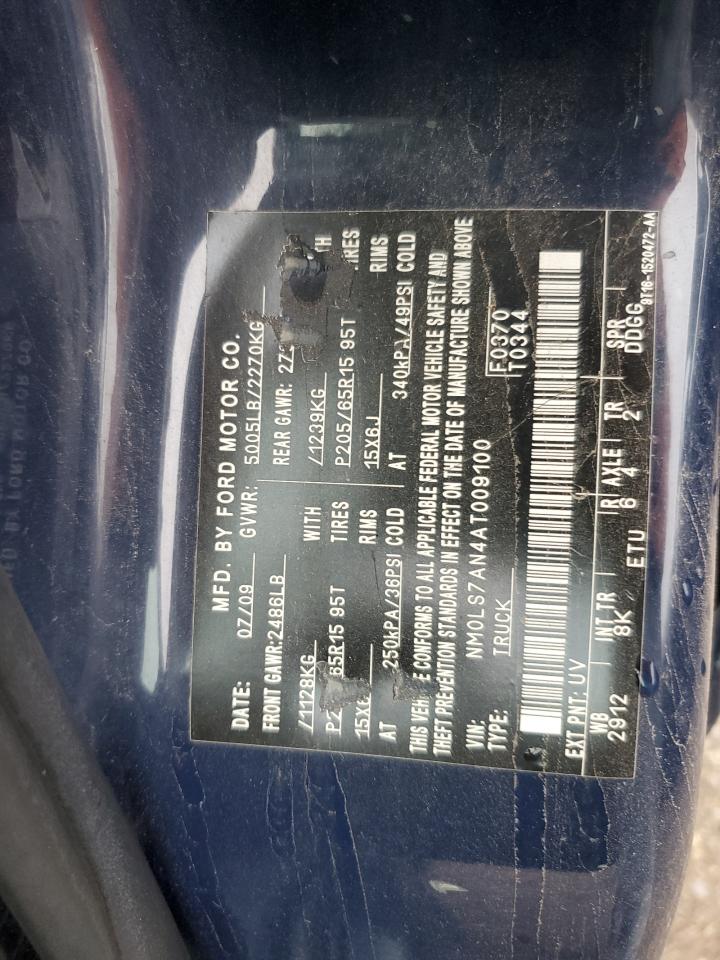 MFD. BY FORD MOTOR CO.
DATE: 07/09 GVWR: 5005LB/2270KG
FRONT GAWR:2486LB REAR GAWR:
/1128KG WITH /1239KG
65R15 95T TIRES P205/65R15 95T
RIMS 15X6J RIMS
AT 250kPA/36PSI COLD AT 340kPA/49PSI COLD
THIS CONFORMS TO ALL APPLICABLE FEDERAL MOTOR VEHICLE SAFETY AND
THEFT PREVENTION STANDARDS IN EFFECT ON THE DATE OF MANUFACTURE SHOWN ABOVE
VIN: NM0LS7AN4AT009100 F0370
TYPE: TRUCK T0344
EXT PNT: UV
WB INT TR R AXLE TR SPR
2912 8K 6 4 2 DDGG
ETU 9T16-1520472-AA